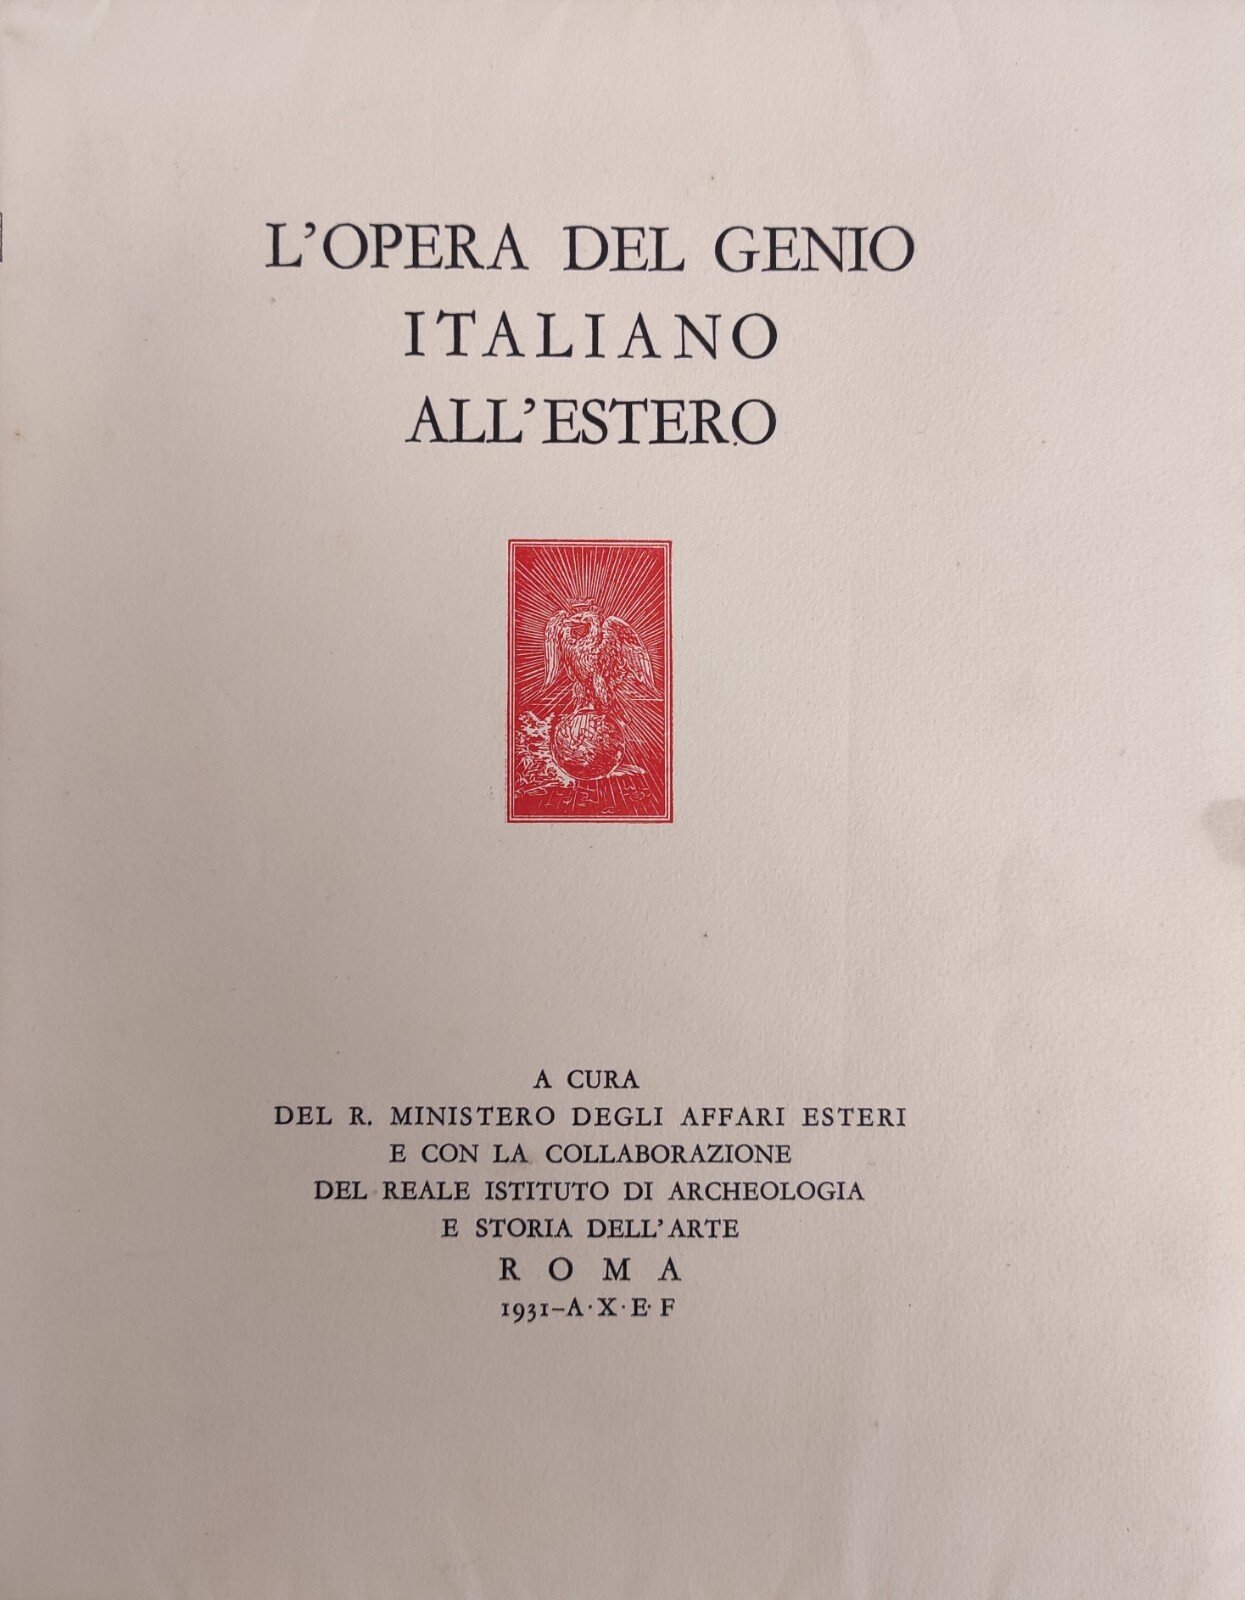 L'OPERA DEL GENIO
ITALIANO
ALL'ESTERO
A CURA
DEL R. MINISTERO DEGLI AFFARI ESTERI
E CON LA COLLABORAZIONE
DEL REALE ISTITUTO DI ARCHEOLOGIA
E STORIA DELL'ARTE
ROMA
1931–A·X·E·F